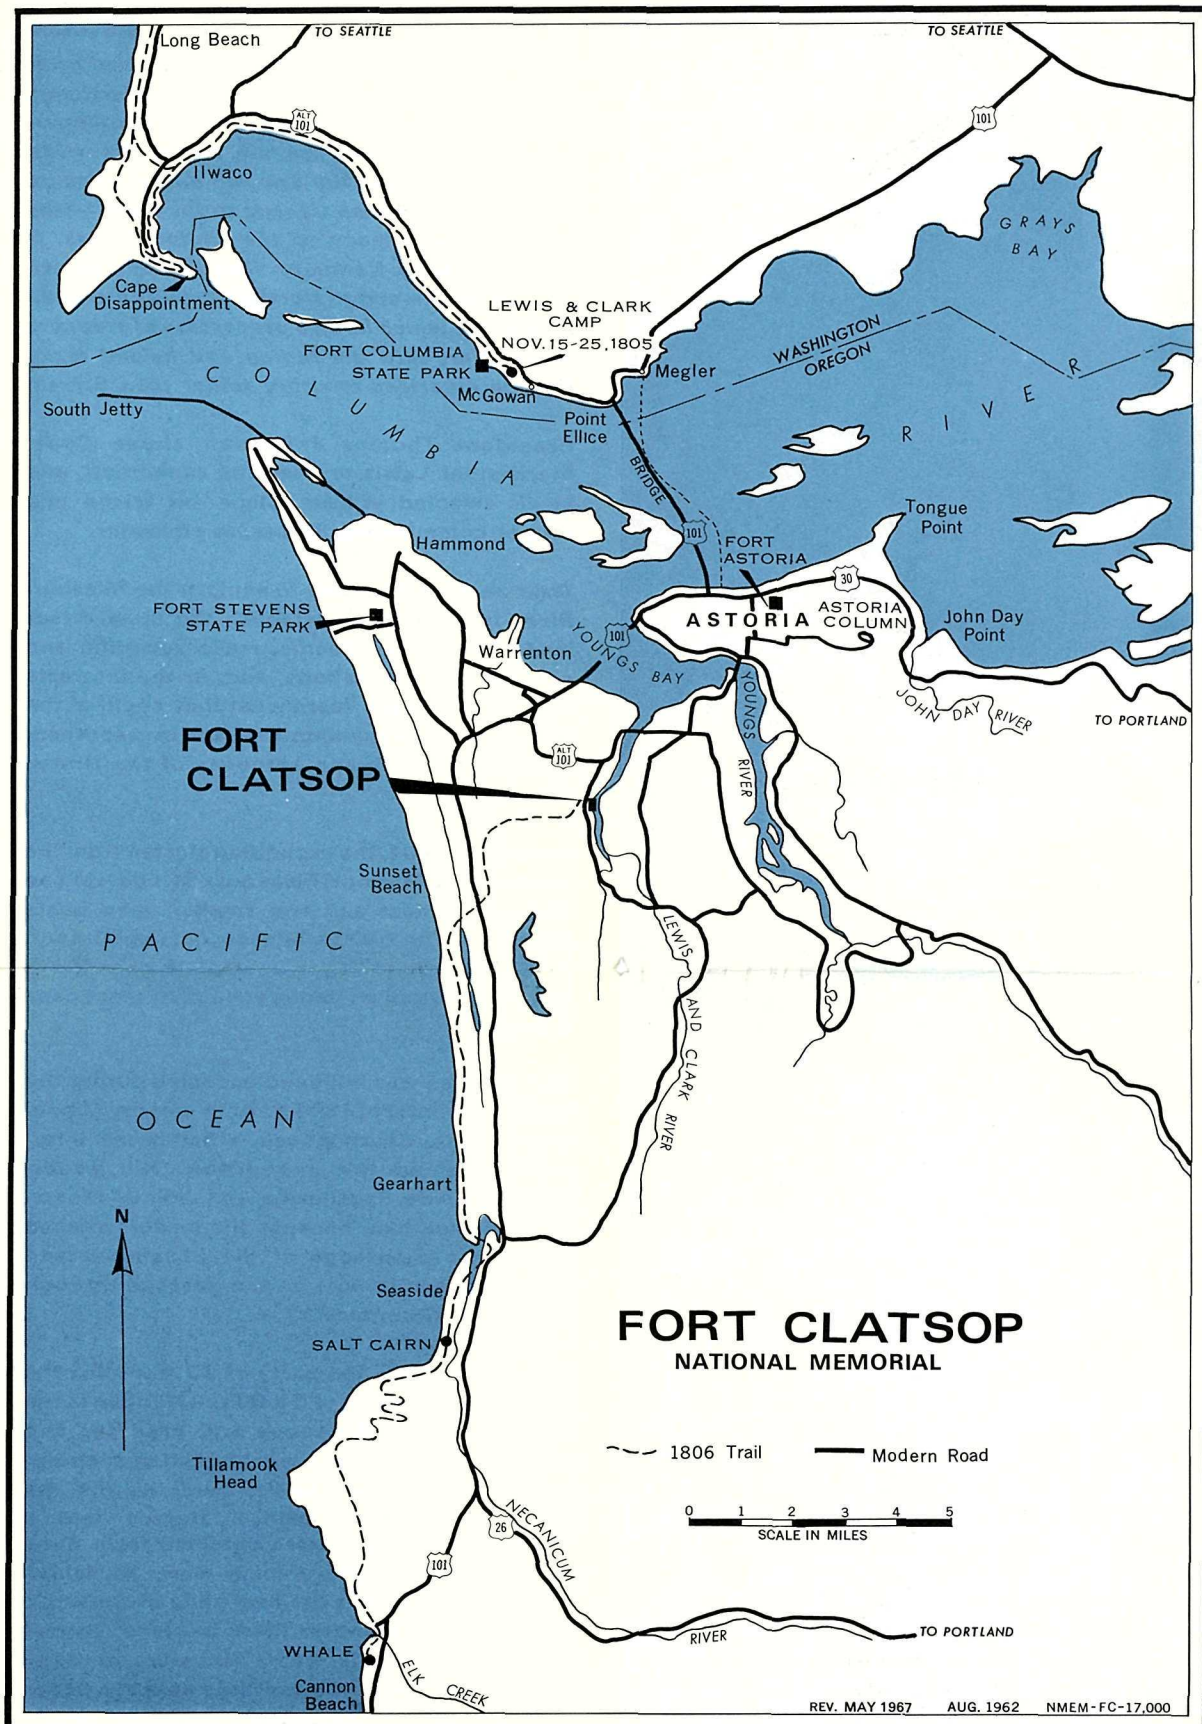 Long Beach
TO SEATTLE
TO SEATTLE
ALT
101
101
Ilwaco
GRAYS
BAY
Cape
Disappointment
LEWIS & CLARK
CAMP
NOV. 15-25, 1805
WASHINGTON
OREGON
FORT COLUMBIA
STATE PARK
McGowan
Megler
COLUMBIA
RIVER
South Jetty
Point
Ellice
BRIDGE
101
Tongue
Point
Hammond
FORT
ASTORIA
30
FORT STEVENS
STATE PARK
101
ASTORIA
ASTORIA
COLUMN
John Day
Point
YOUNGS BAY
Warrenton
YOUNGS
RIVER
JOHN DAY RIVER
TO PORTLAND
FORT
CLATSOP
ALT
101
Sunset
Beach
PACIFIC
LEWIS AND CLARK RIVER
OCEAN
Gearhart
N
Seaside
SALT CAIRN
FORT CLATSOP
NATIONAL MEMORIAL
1806 Trail
Modern Road
Tillamook
Head
0 1 2 3 4 5
SCALE IN MILES
26
NECANICUM
RIVER
101
TO PORTLAND
WHALE
ELK CREEK
Cannon
Beach
REV. MAY 1967 AUG. 1962 NMEM-FC-17,000